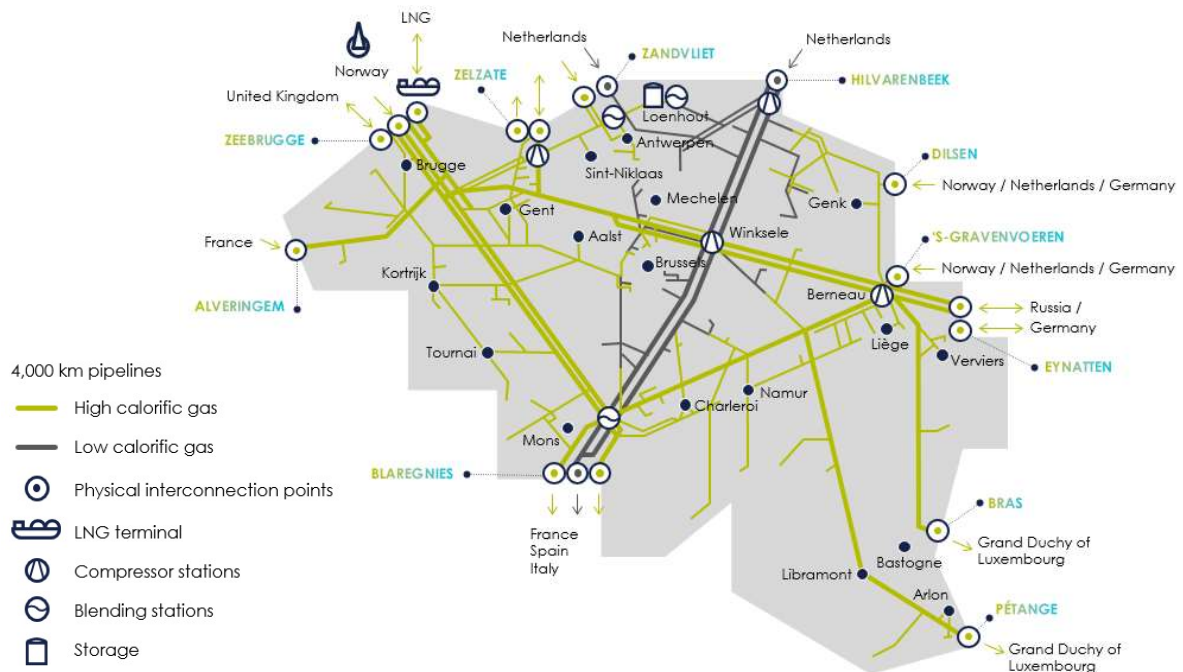 LNG
Netherlands
Netherlands
ZANDVLIET
Norway
ZELZATE
HILVARENBEEK
United Kingdom
Loenhout
ZEEBRUGGE
Antwerpen
DILSEN
Brugge
Sint-Niklaas
Norway / Netherlands / Germany
Mechelen
Genk
Gent
Winksele
'S-GRAVENVOEREN
France
Aalst
Brussels
Norway / Netherlands / Germany
Kortrijk
Berneau
ALVERINGEM
Russia /
Germany
Liège
Tournai
Verviers
EYNATTEN
4,000 km pipelines
Namur
High calorific gas
Charleroi
Mons
Low calorific gas
BLAREGNIES
Physical interconnection points
BRAS
LNG terminal
France
Spain
Italy
Grand Duchy of
Luxembourg
Bastogne
Compressor stations
Libramont
Arlon
Blending stations
PÉTANGE
Storage
Grand Duchy of
Luxembourg